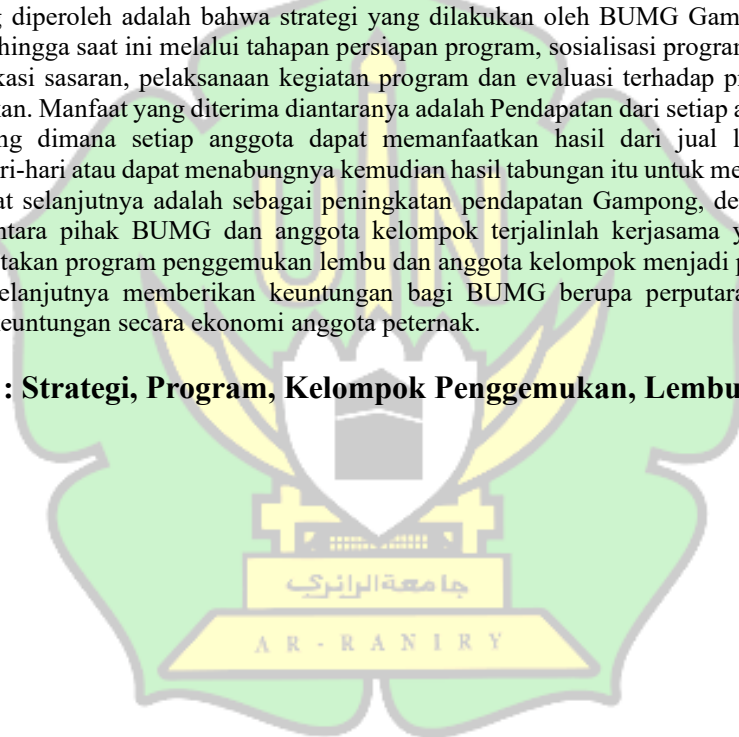 diperoleh adalah bahwa strategi yang dilakukan oleh BUMG Gam
hingga saat ini melalui tahapan persiapan program, sosialisasi program
kasi sasaran, pelaksanaan kegiatan program dan evaluasi terhadap p
kan. Manfaat yang diterima diantaranya adalah Pendapatan dari setiap a
ng dimana setiap anggota dapat memanfaatkan hasil dari jual l
ri-hari atau dapat menabungnya kemudian hasil tabungan itu untuk me
at selanjutnya adalah sebagai peningkatan pendapatan Gampong, de
ntara pihak BUMG dan anggota kelompok terjalinlah kerjasama y
takan program penggemukan lembu dan anggota kelompok menjadi p
elanjutnya memberikan keuntungan bagi BUMG berupa perputara
keuntungan secara ekonomi anggota peternak.
: Strategi, Program, Kelompok Penggemukan, Lembu
UIN
جامعة الرانري
AR-RANIRY